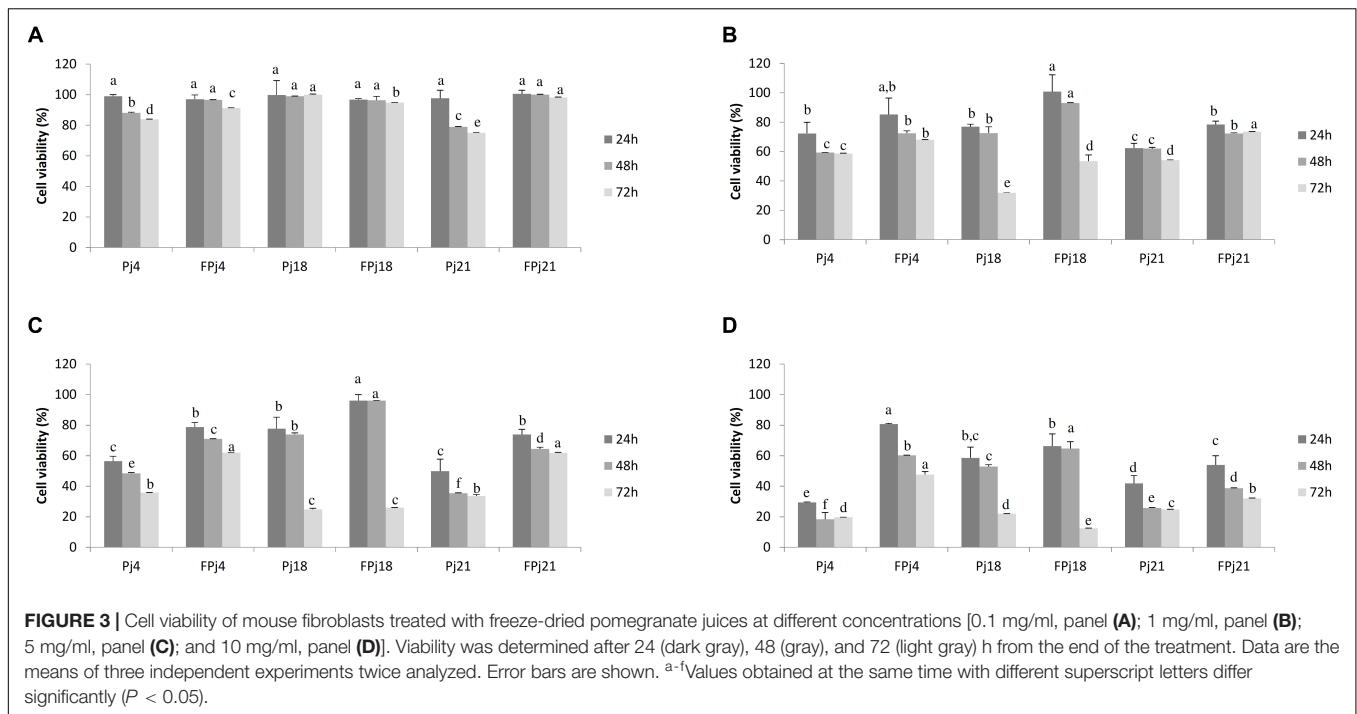 A
120
100
80
60
40
20
0
Cell viability (%)
a b d
a a c
a a a
a a b
a c e
a a a
Pj4 FPj4 Pj18 FPj18 Pj21 FPj21
24h
48h
72h
B
120
100
80
60
40
20
0
Cell viability (%)
b c c
a,b b b
b b e
a a d
c c d
b b a
Pj4 FPj4 Pj18 FPj18 Pj21 FPj21
24h
48h
72h
C
120
100
80
60
40
20
0
Cell viability (%)
c e b
b c a
b b c
a a c
c f b
b d a
Pj4 FPj4 Pj18 FPj18 Pj21 FPj21
24h
48h
72h
D
120
100
80
60
40
20
0
Cell viability (%)
e f d
a b a
b,c c d
b a e
d e c
c d b
Pj4 FPj4 Pj18 FPj18 Pj21 FPj21
24h
48h
72h
FIGURE 3 | Cell viability of mouse fibroblasts treated with freeze-dried pomegranate juices at different concentrations [0.1 mg/ml, panel (A); 1 mg/ml, panel (B);
5 mg/ml, panel (C); and 10 mg/ml, panel (D)]. Viability was determined after 24 (dark gray), 48 (gray), and 72 (light gray) h from the end of the treatment. Data are the
means of three independent experiments twice analyzed. Error bars are shown. a-fValues obtained at the same time with different superscript letters differ
significantly (P < 0.05).